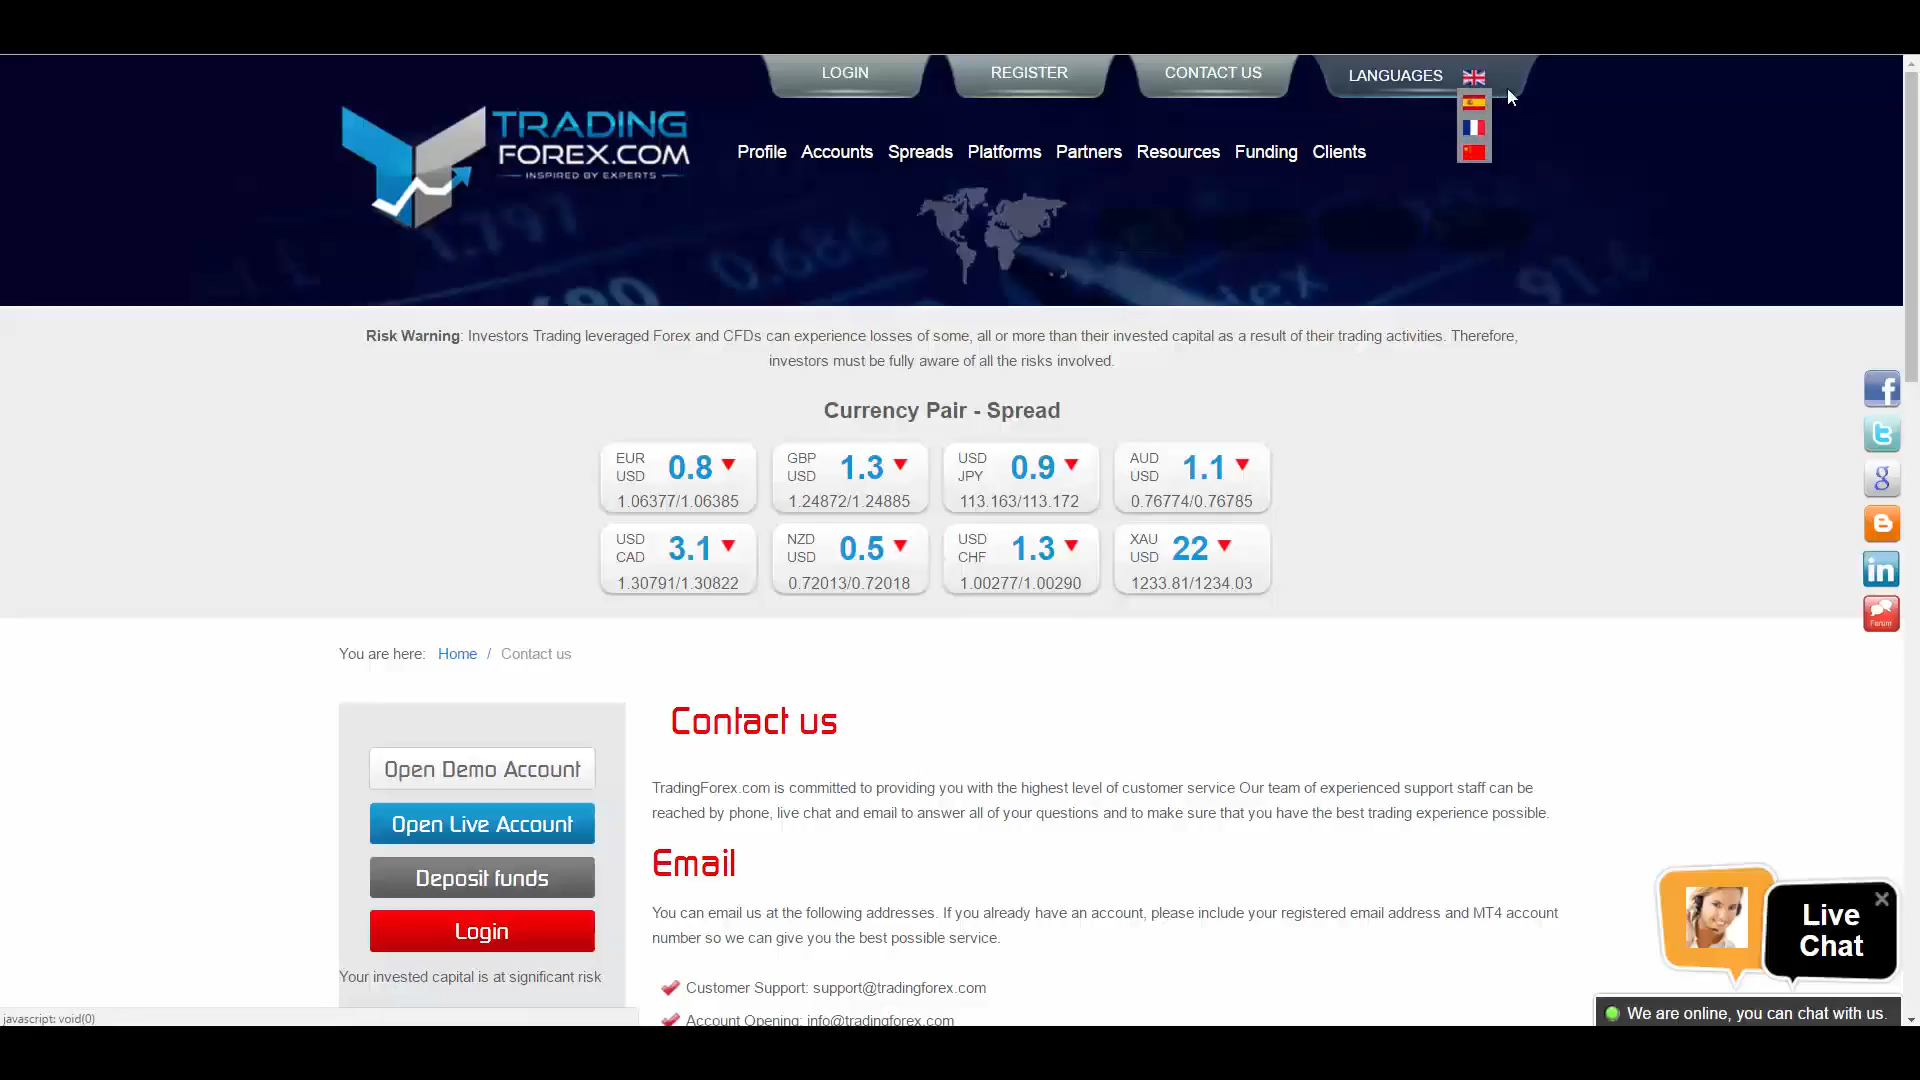 LOGIN
REGISTER
CONTACT US
LANGUAGES
TRADING
FOREX.COM
INSPIRED BY EXPERTS
Profile Accounts Spreads Platforms Partners Resources Funding Clients
Risk Warning: Investors Trading leveraged Forex and CFDs can experience losses of some, all or more than their invested capital as a result of their trading activities. Therefore,
investors must be fully aware of all the risks involved.
Currency Pair - Spread
EUR
USD
0.8
1.06377/1.06385
GBP
USD
1.3
1.24872/1.24885
USD
JPY
0.9
113.163/113.172
AUD
USD
1.1
0.76774/0.76785
USD
CAD
3.1
1.30791/1.30822
NZD
USD
0.5
0.72013/0.72018
USD
CHF
1.3
1.00277/1.00290
XAU
USD
22
1233.81/1234.03
Forum
You are here: Home / Contact us
Open Demo Account
Open Live Account
Deposit funds
Login
Your invested capital is at significant risk
Contact us
TradingForex.com is committed to providing you with the highest level of customer service Our team of experienced support staff can be
reached by phone, live chat and email to answer all of your questions and to make sure that you have the best trading experience possible.
Email
You can email us at the following addresses. If you already have an account, please include your registered email address and MT4 account
number so we can give you the best possible service.
Customer Support: support@tradingforex.com
Account Opening: info@tradingforex.com
Live
Chat
We are online, you can chat with us.
javascript: void(0)